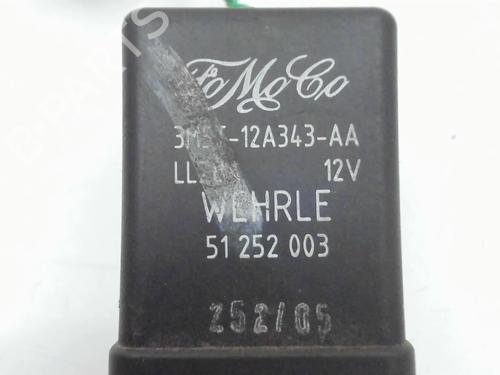 FoMoCo
12A343-AA
12V
WEHRLE
51 252 003
252/05